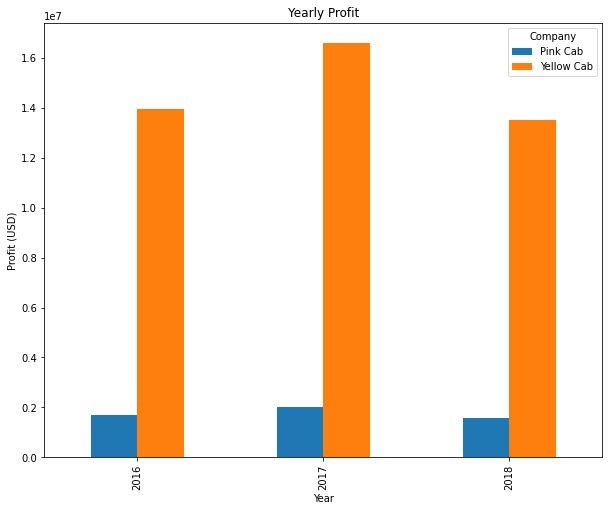 Yearly Profit
1e7
Company
Pink Cab
Yellow Cab
1.6
1.4
1.2
1.0
0.8
0.6
0.4
0.2
0.0
Profit (USD)
2016
2017
2018
Year